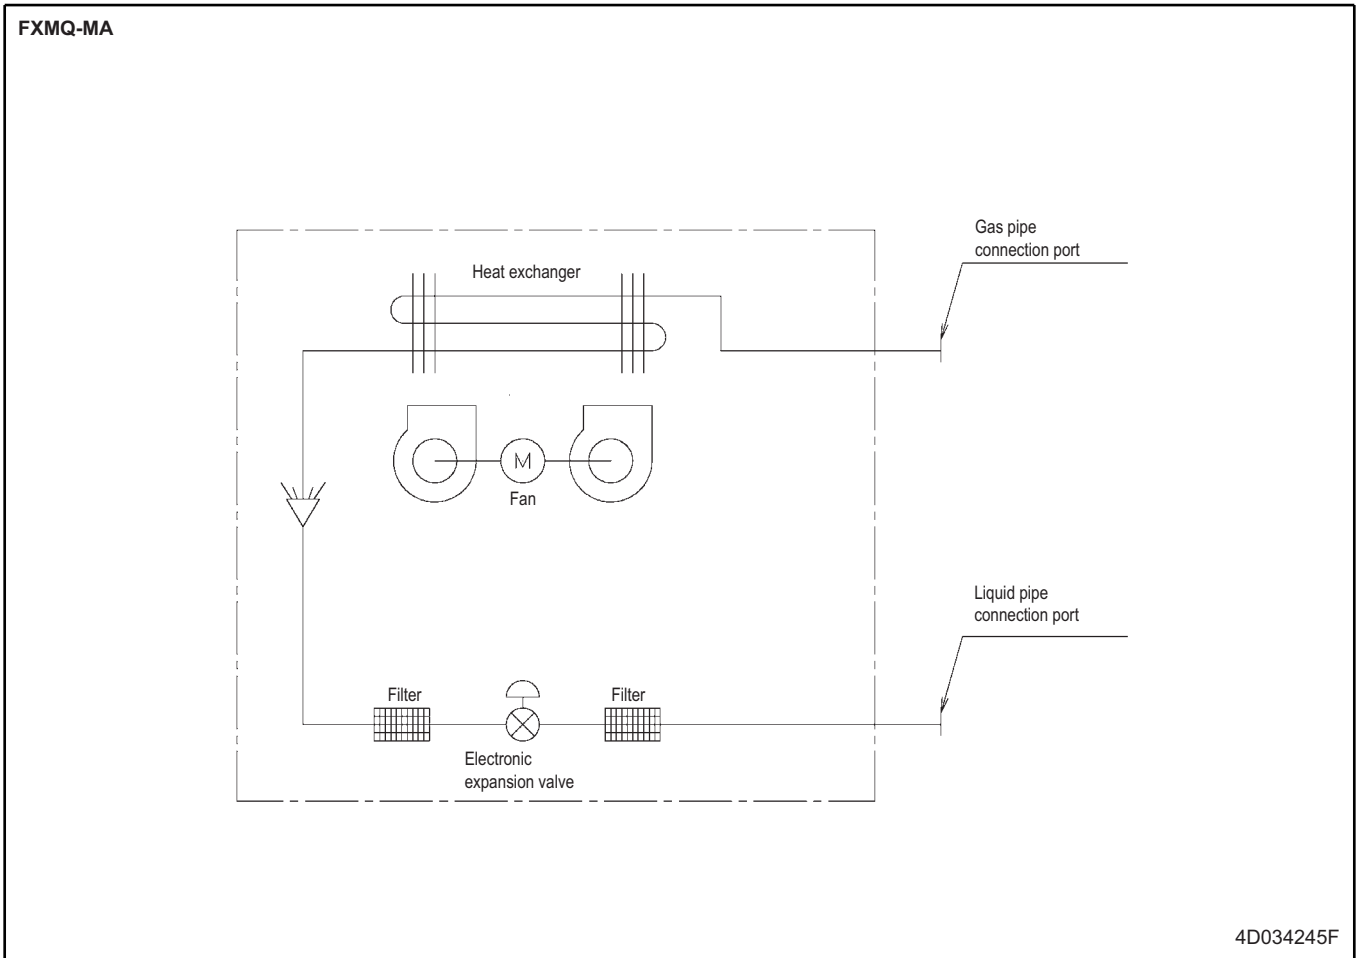 FXMQ-MA
Gas pipe
connection port
Heat exchanger
M
Fan
Liquid pipe
connection port
Filter
Filter
Electronic
expansion valve
4D034245F